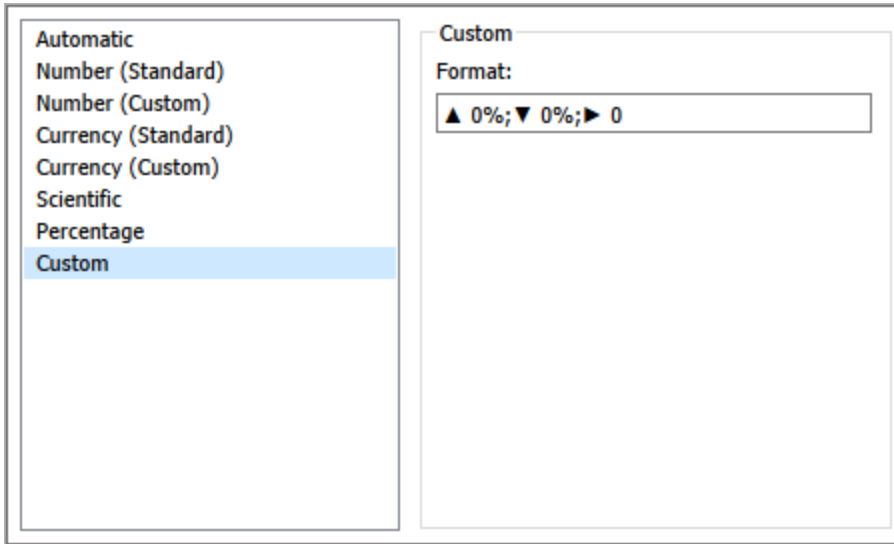 Automatic
Number (Standard)
Number (Custom)
Currency (Standard)
Currency (Custom)
Scientific
Percentage
Custom
Custom
Format:
▲ 0%;▼ 0%;► 0